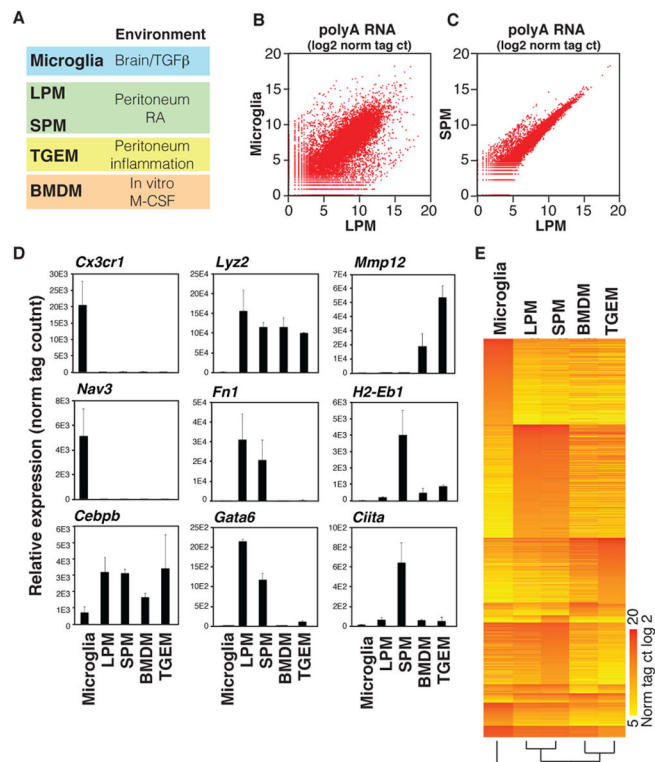 A
Environment
Microglia Brain/TGFβ
LPM
SPM
Peritoneum
RA
TGEM
Peritoneum
inflammation
BMDM
In vitro
M-CSF
B
polyA RNA
(log2 norm tag ct)
Microglia
20
15
10
5
0
0 5 10 15 20
LPM
C
polyA RNA
(log2 norm tag ct)
SPM
20
15
10
5
0
0 5 10 15 20
LPM
D
Relative expression (norm tag countnt)
Cx3cr1
30E3
25E3
20E3
15E3
10E3
5E3
0
Lyz2
25E4
20E4
15E4
10E4
5E4
0
Mmp12
7E4
6E4
5E4
4E4
3E4
2E4
1E4
0
Nav3
8E3
6E3
4E3
2E3
0
Fn1
5E4
4E4
3E4
2E4
1E4
0
H2-Eb1
6E3
5E3
4E3
3E3
2E3
1E3
0
Cebpb
6E3
5E3
4E3
3E3
2E3
1E3
0
Gata6
25E2
20E2
15E2
10E2
5E2
0
Ciita
10E2
8E2
6E2
4E2
2E2
0
Microglia
LPM
SPM
BMDM
TGEM
Microglia
LPM
SPM
BMDM
TGEM
Microglia
LPM
SPM
BMDM
TGEM
E
Microglia
LPM
SPM
BMDM
TGEM
5 20
Norm tag ct log 2